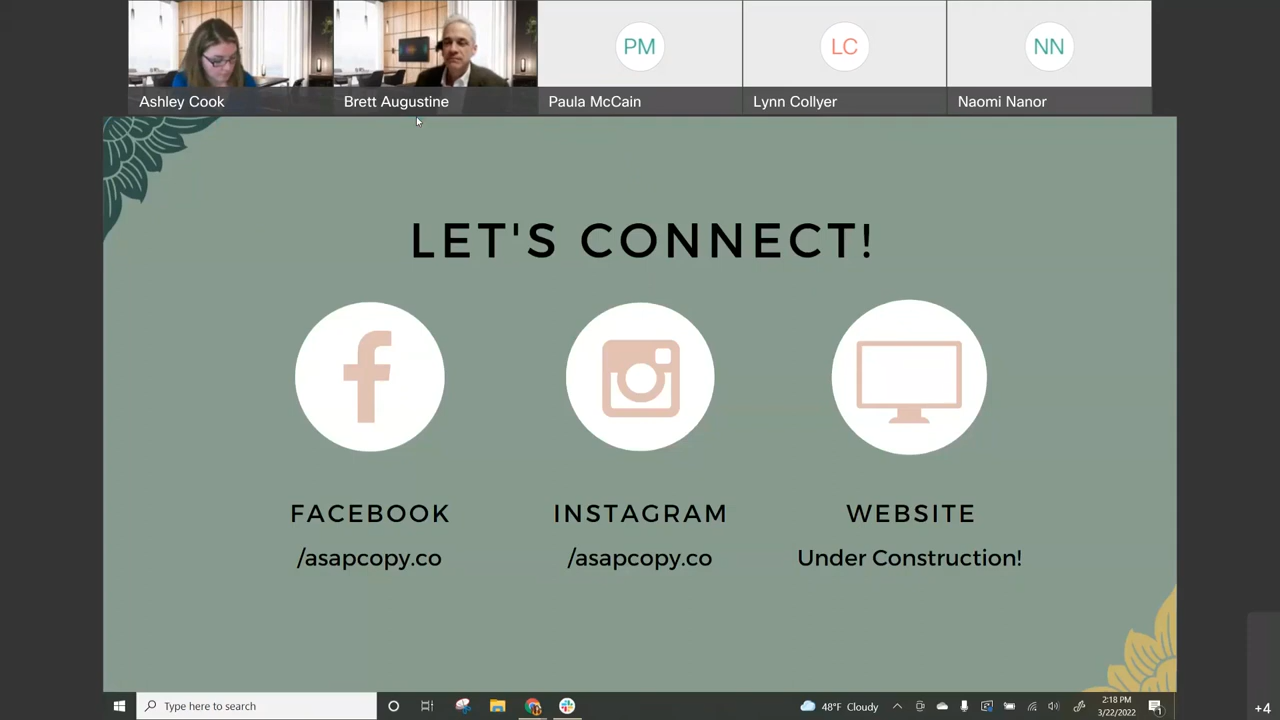 PM
LC
NN
Ashley Cook
Brett Augustine
Paula McCain
Lynn Collyer
Naomi Nanor
LET'S CONNECT!
FACEBOOK
INSTAGRAM
WEBSITE
/asapcopy.co
/asapcopy.co
Under Construction!
Type here to search
48°F Cloudy
2:18 PM
3/22/2022
1
+4